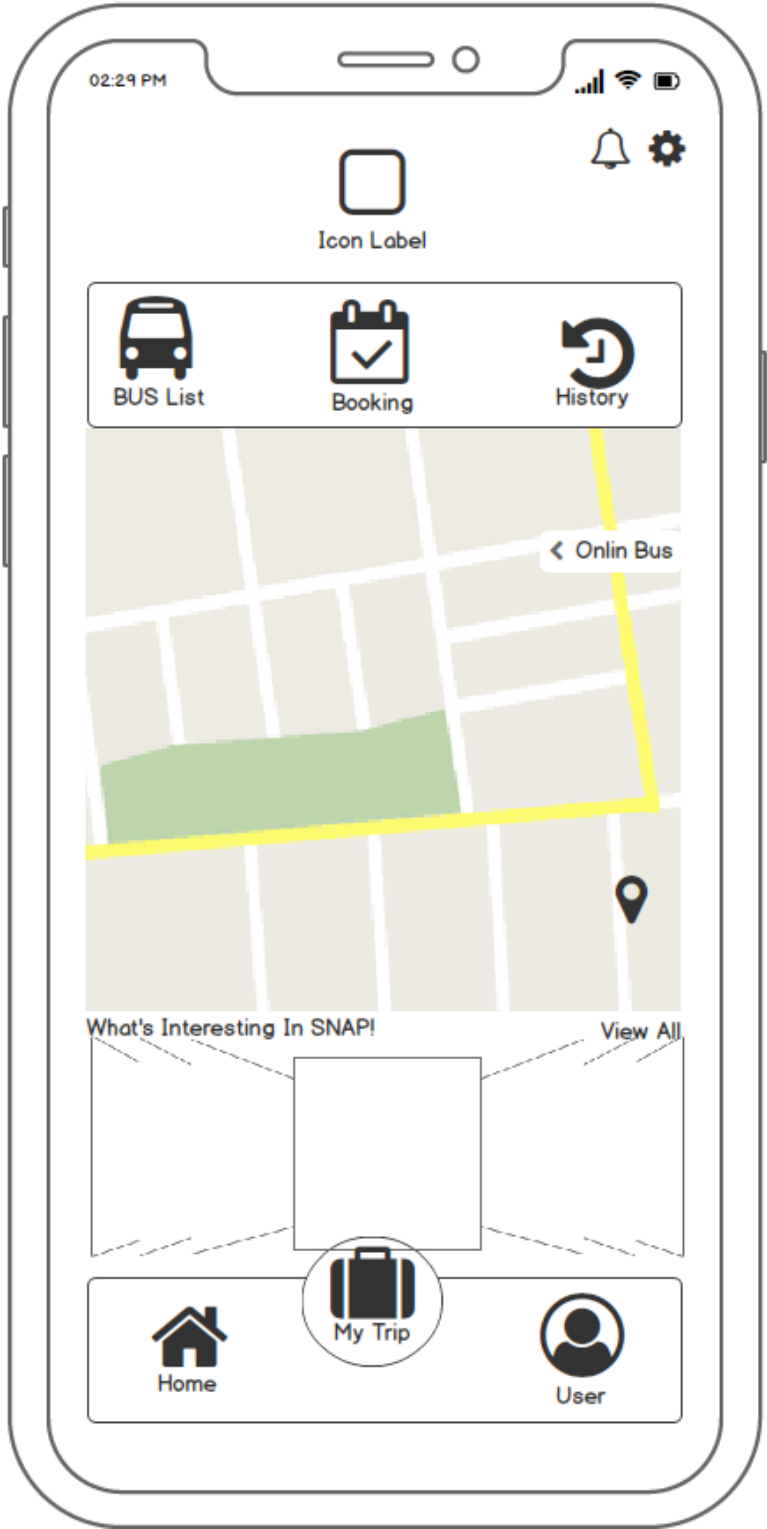 02:29 PM
Icon Label
BUS List
Booking
History
Onlin Bus
What's Interesting In SNAP!
View All
My Trip
Home
User